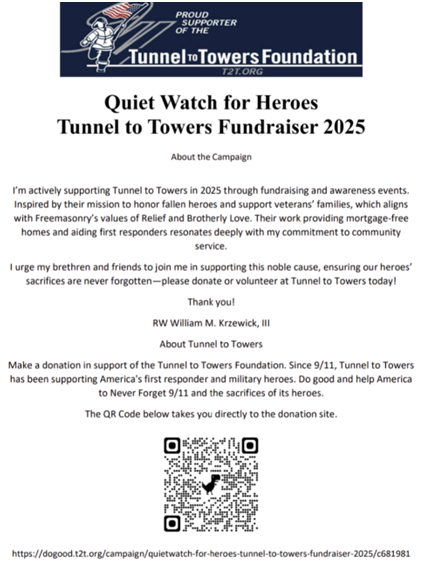 PROUD
SUPPORTER
OF THE
Tunnel TO Towers Foundation
T2T.ORG
Quiet Watch for Heroes
Tunnel to Towers Fundraiser 2025
About the Campaign
I'm actively supporting Tunnel to Towers in 2025 through fundraising and awareness events.
Inspired by their mission to honor fallen heroes and support veterans' families, which aligns
with Freemasonry's values of Relief and Brotherly Love. Their work providing mortgage-free
homes and aiding first responders resonates deeply with my commitment to community
service.
I urge my brethren and friends to join me in supporting this noble cause, ensuring our heroes'
sacrifices are never forgotten—please donate or volunteer at Tunnel to Towers today!
Thank you!
RW William M. Krzewick, III
About Tunnel to Towers
Make a donation in support of the Tunnel to Towers Foundation. Since 9/11, Tunnel to Towers
has been supporting America's first responder and military heroes. Do good and help America
to Never Forget 9/11 and the sacrifices of its heroes.
The QR Code below takes you directly to the donation site.
https://dogood.t2t.org/campaign/quietwatch-for-heroes-tunnel-to-towers-fundraiser-2025/c681981